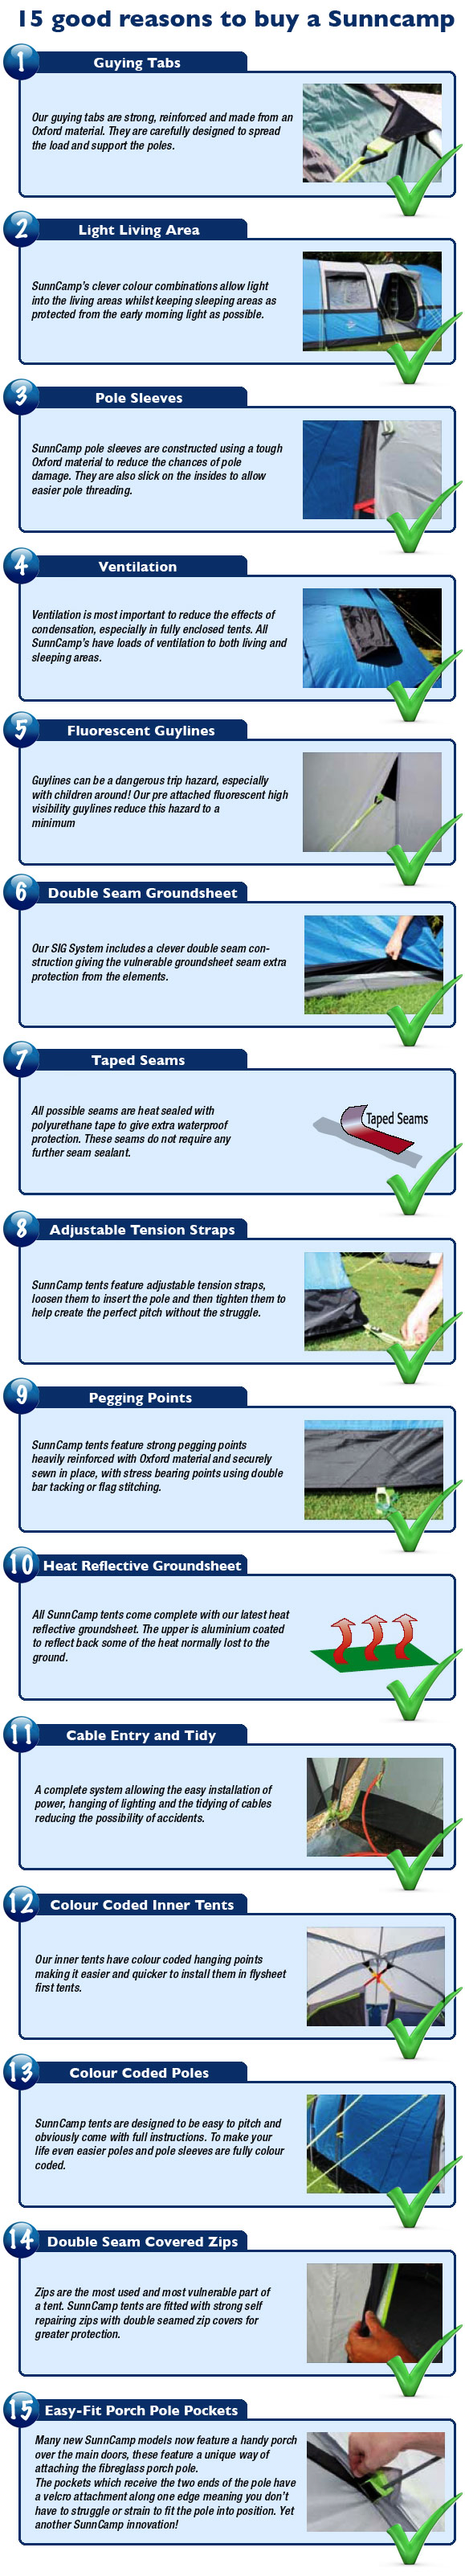 15 good reasons to buy a Sunncamp
1
Guying Tabs
Our guying tabs are strong, reinforced and made from an
Oxford material. They are carefully designed to spread
the load and support the poles.
2
Light Living Area
SunnCamp's clever colour combinations allow light
into the living areas whilst keeping sleeping areas as
protected from the early morning light as possible.
3
Pole Sleeves
SunnCamp pole sleeves are constructed using a tough
Oxford material to reduce the chances of pole
damage. They are also slick on the insides to allow
easier pole threading.
4
Ventilation
Ventilation is most important to reduce the effects of
condensation, especially in fully enclosed tents. All
SunnCamp's have loads of ventilation to both living and
sleeping areas.
5
Fluorescent Guylines
Guylines can be a dangerous trip hazard, especially
with children around! Our pre attached fluorescent high
visibility guylines reduce this hazard to a
minimum
6
Double Seam Groundsheet
Our SIG System includes a clever double seam con-
struction giving the vulnerable groundsheet seam extra
protection from the elements.
7
Taped Seams
All possible seams are heat sealed with
polyurethane tape to give extra waterproof
protection. These seams do not require any
further seam sealant.
Taped Seams
8
Adjustable Tension Straps
SunnCamp tents feature adjustable tension straps,
loosen them to insert the pole and then tighten them to
help create the perfect pitch without the struggle.
9
Pegging Points
SunnCamp tents feature strong pegging points
heavily reinforced with Oxford material and securely
sewn in place, with stress bearing points using double
bar tacking or flag stitching.
10
Heat Reflective Groundsheet
All SunnCamp tents come complete with our latest heat
reflective groundsheet. The upper is aluminium coated
to reflect back some of the heat normally lost to the
ground.
11
Cable Entry and Tidy
A complete system allowing the easy installation of
power, hanging of lighting and the tidying of cables
reducing the possibility of accidents.
12
Colour Coded Inner Tents
Our inner tents have colour coded hanging points
making it easier and quicker to install them in flysheet
first tents.
13
Colour Coded Poles
SunnCamp tents are designed to be easy to pitch and
obviously come with full instructions. To make your
life even easier poles and pole sleeves are fully colour
coded.
14
Double Seam Covered Zips
Zips are the most used and most vulnerable part of
a tent. SunnCamp tents are fitted with strong self
repairing zips with double seamed zip covers for
greater protection.
15
Easy-Fit Porch Pole Pockets
Many new SunnCamp models now feature a handy porch
over the main doors, these feature a unique way of
attaching the fibreglass porch pole.
The pockets which receive the two ends of the pole have
a velcro attachment along one edge meaning you don't
have to struggle or strain to fit the pole into position. Yet
another SunnCamp innovation!